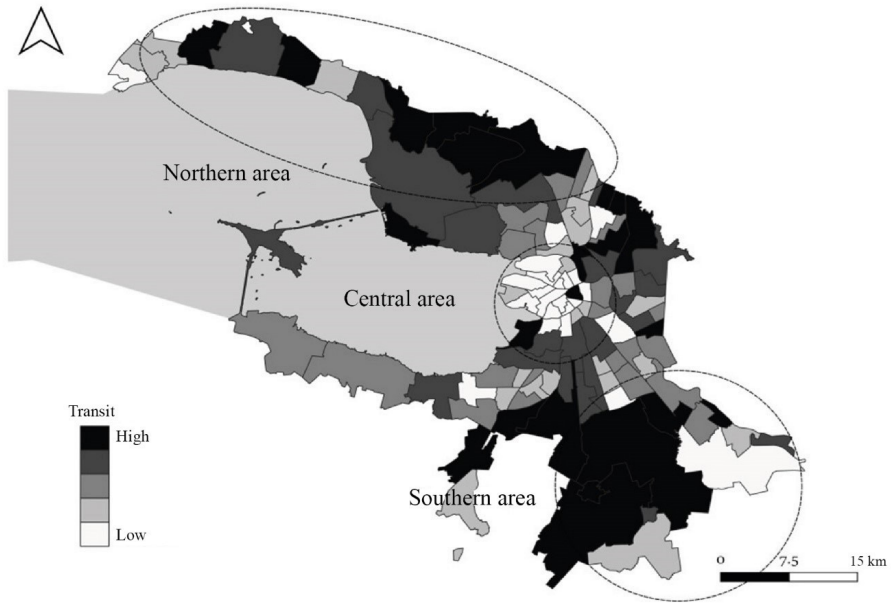 Northern area
Central area
Transit
High
Low
Southern area
0 7·5 15 km